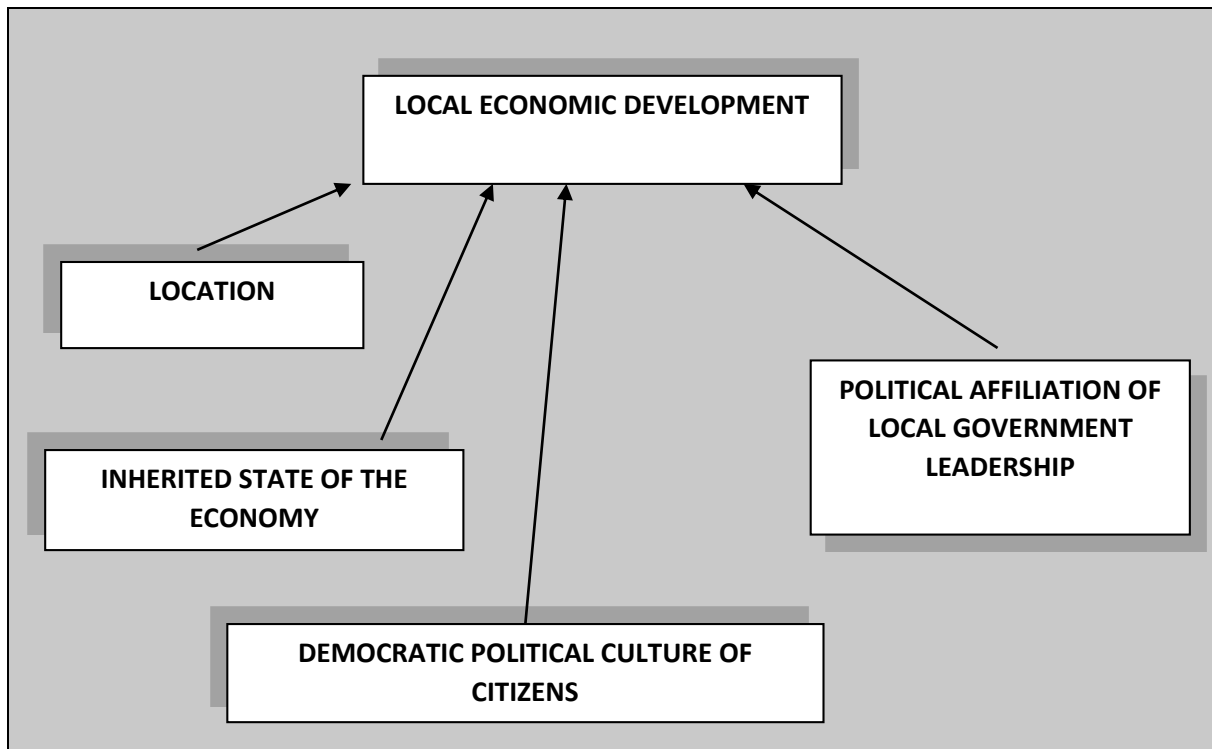 LOCAL ECONOMIC DEVELOPMENT
LOCATION
POLITICAL AFFILIATION OF
LOCAL GOVERNMENT
LEADERSHIP
INHERITED STATE OF THE
ECONOMY
DEMOCRATIC POLITICAL CULTURE OF
CITIZENS